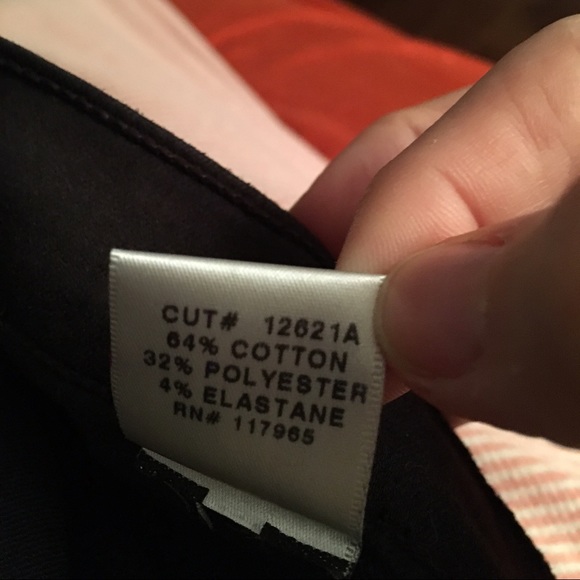 CUT# 12621A
64% COTTON
32% POLYESTER
4% ELASTANE
RN# 117965